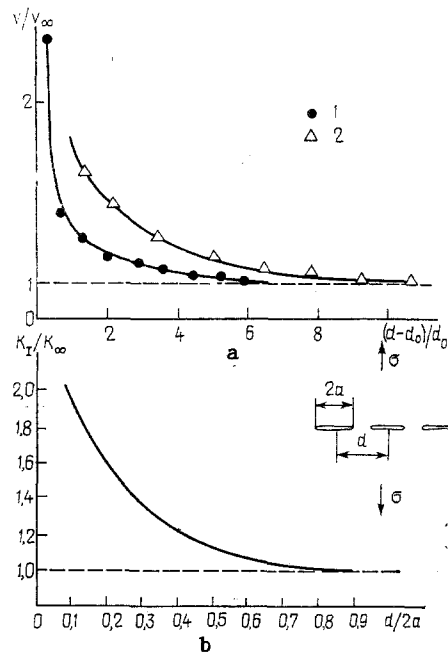 v/v∞
2
● 1
△ 2
1
0
2 4 6 8 (d-d₀)/d₀
a
K_T/K∞
σ
2,0
2a
1,8
d
1,6
1,4
σ
1,2
1,0
0 0,1 0,2 0,3 0,4 0,5 0,6 0,7 0,8 0,9 d/2a
b